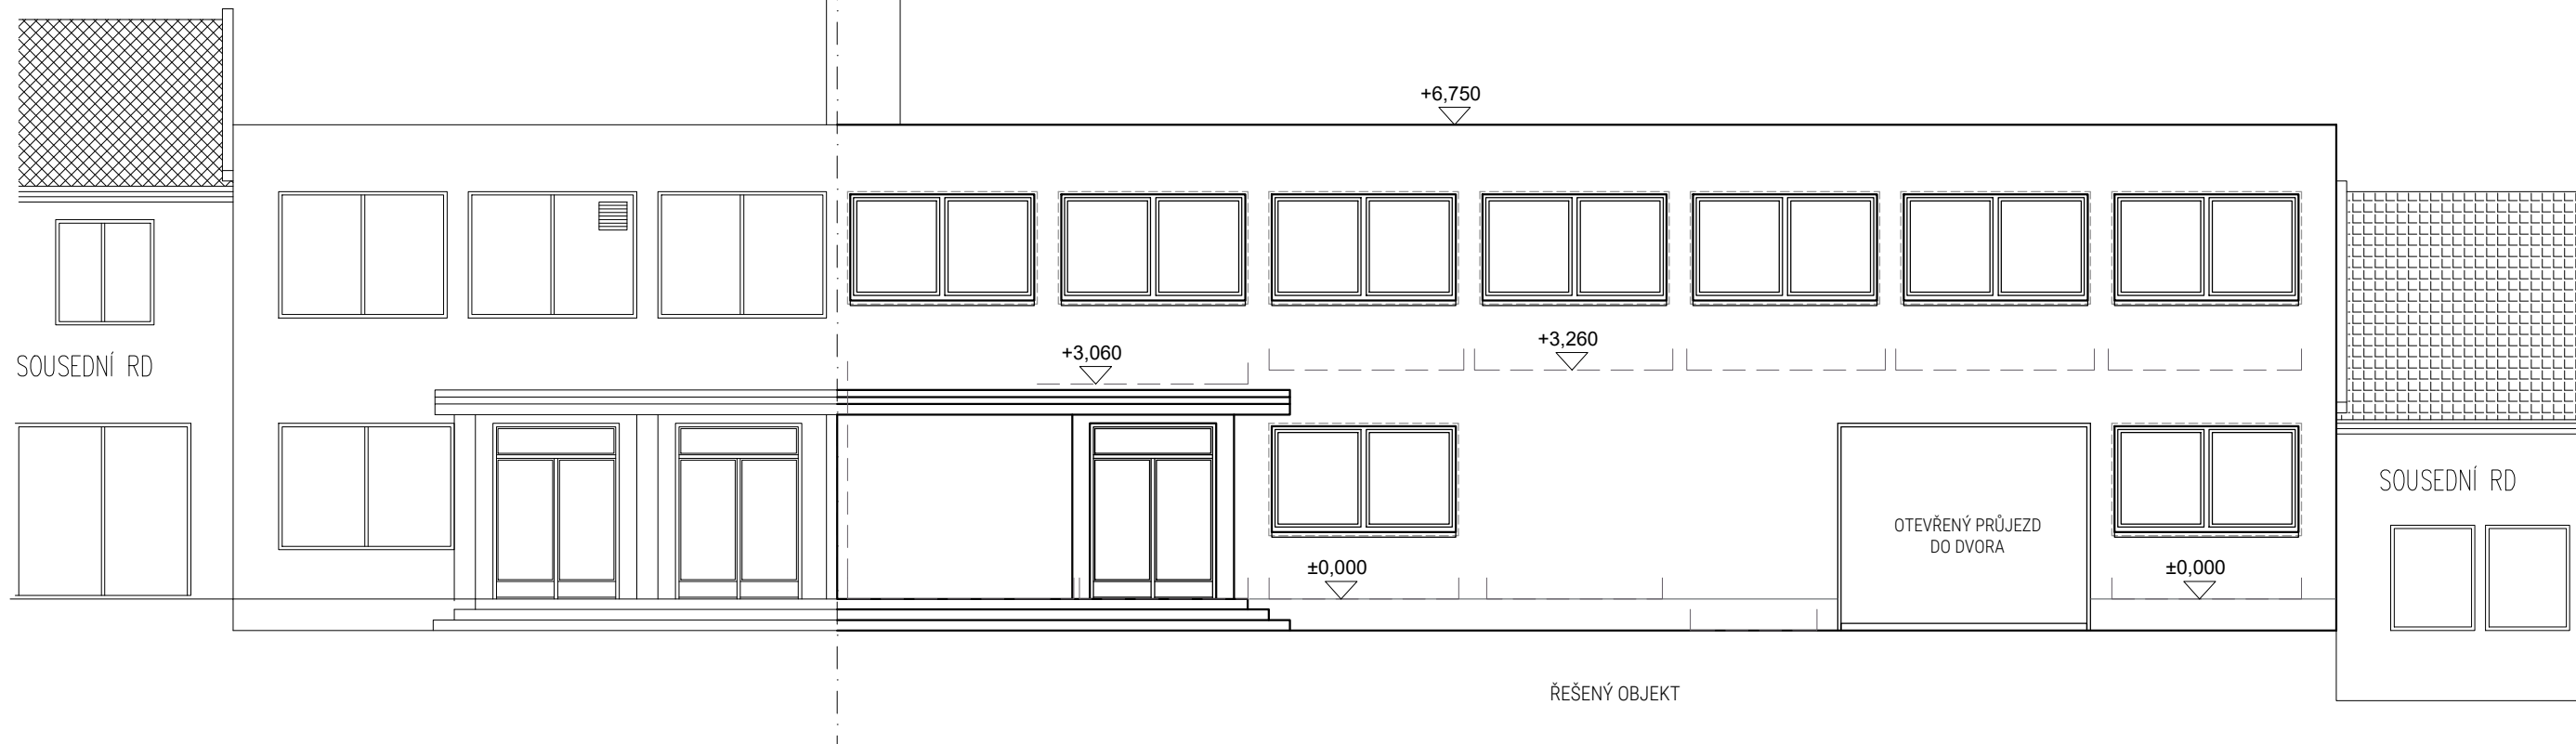 +6,750
+3,260
+3,060
SOUSEDNÍ RD
SOUSEDNÍ RD
OTEVŘENÝ PRŮJEZD
DO DVORA
±0,000
±0,000
ŘEŠENÝ OBJEKT